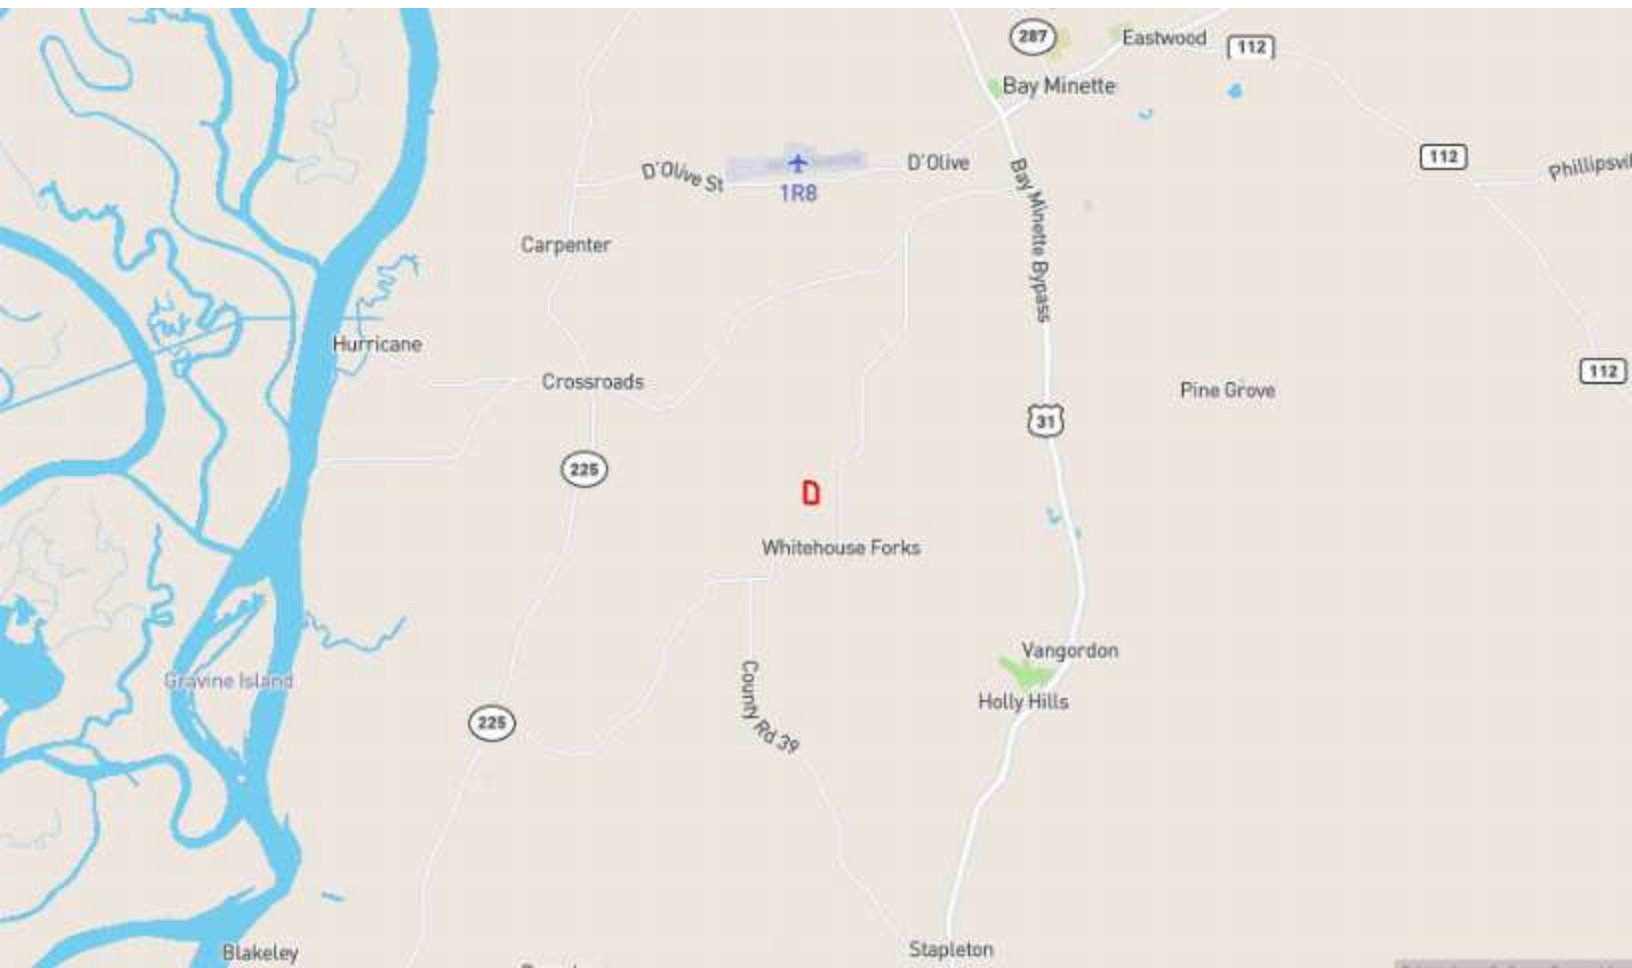 287
Eastwood
112
Bay Minette
D'Olive St
1R8
D'Olive
112
Phillipsvil
Bay Minette Bypass
Carpenter
Hurricane
Crossroads
Pine Grove
112
31
225
Whitehouse Forks
Vangordon
Gravine Island
Holly Hills
225
County Rd 39
Blakeley
Stapleton